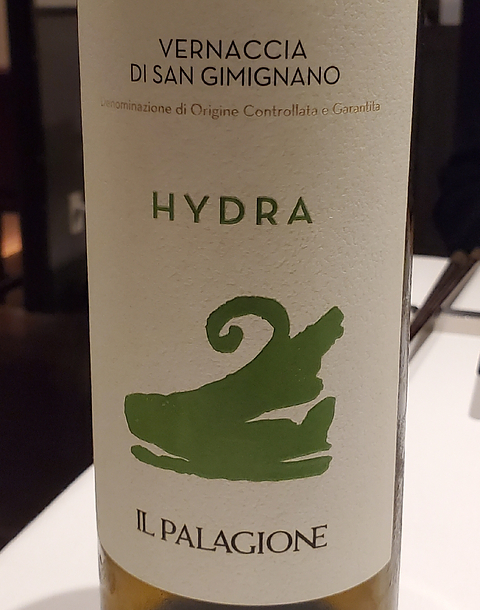 VERNACCIA
DI SAN GIMIGNANO
Denominazione di Origine Controllata e Garantita
HYDRA
IL PALAGIONE